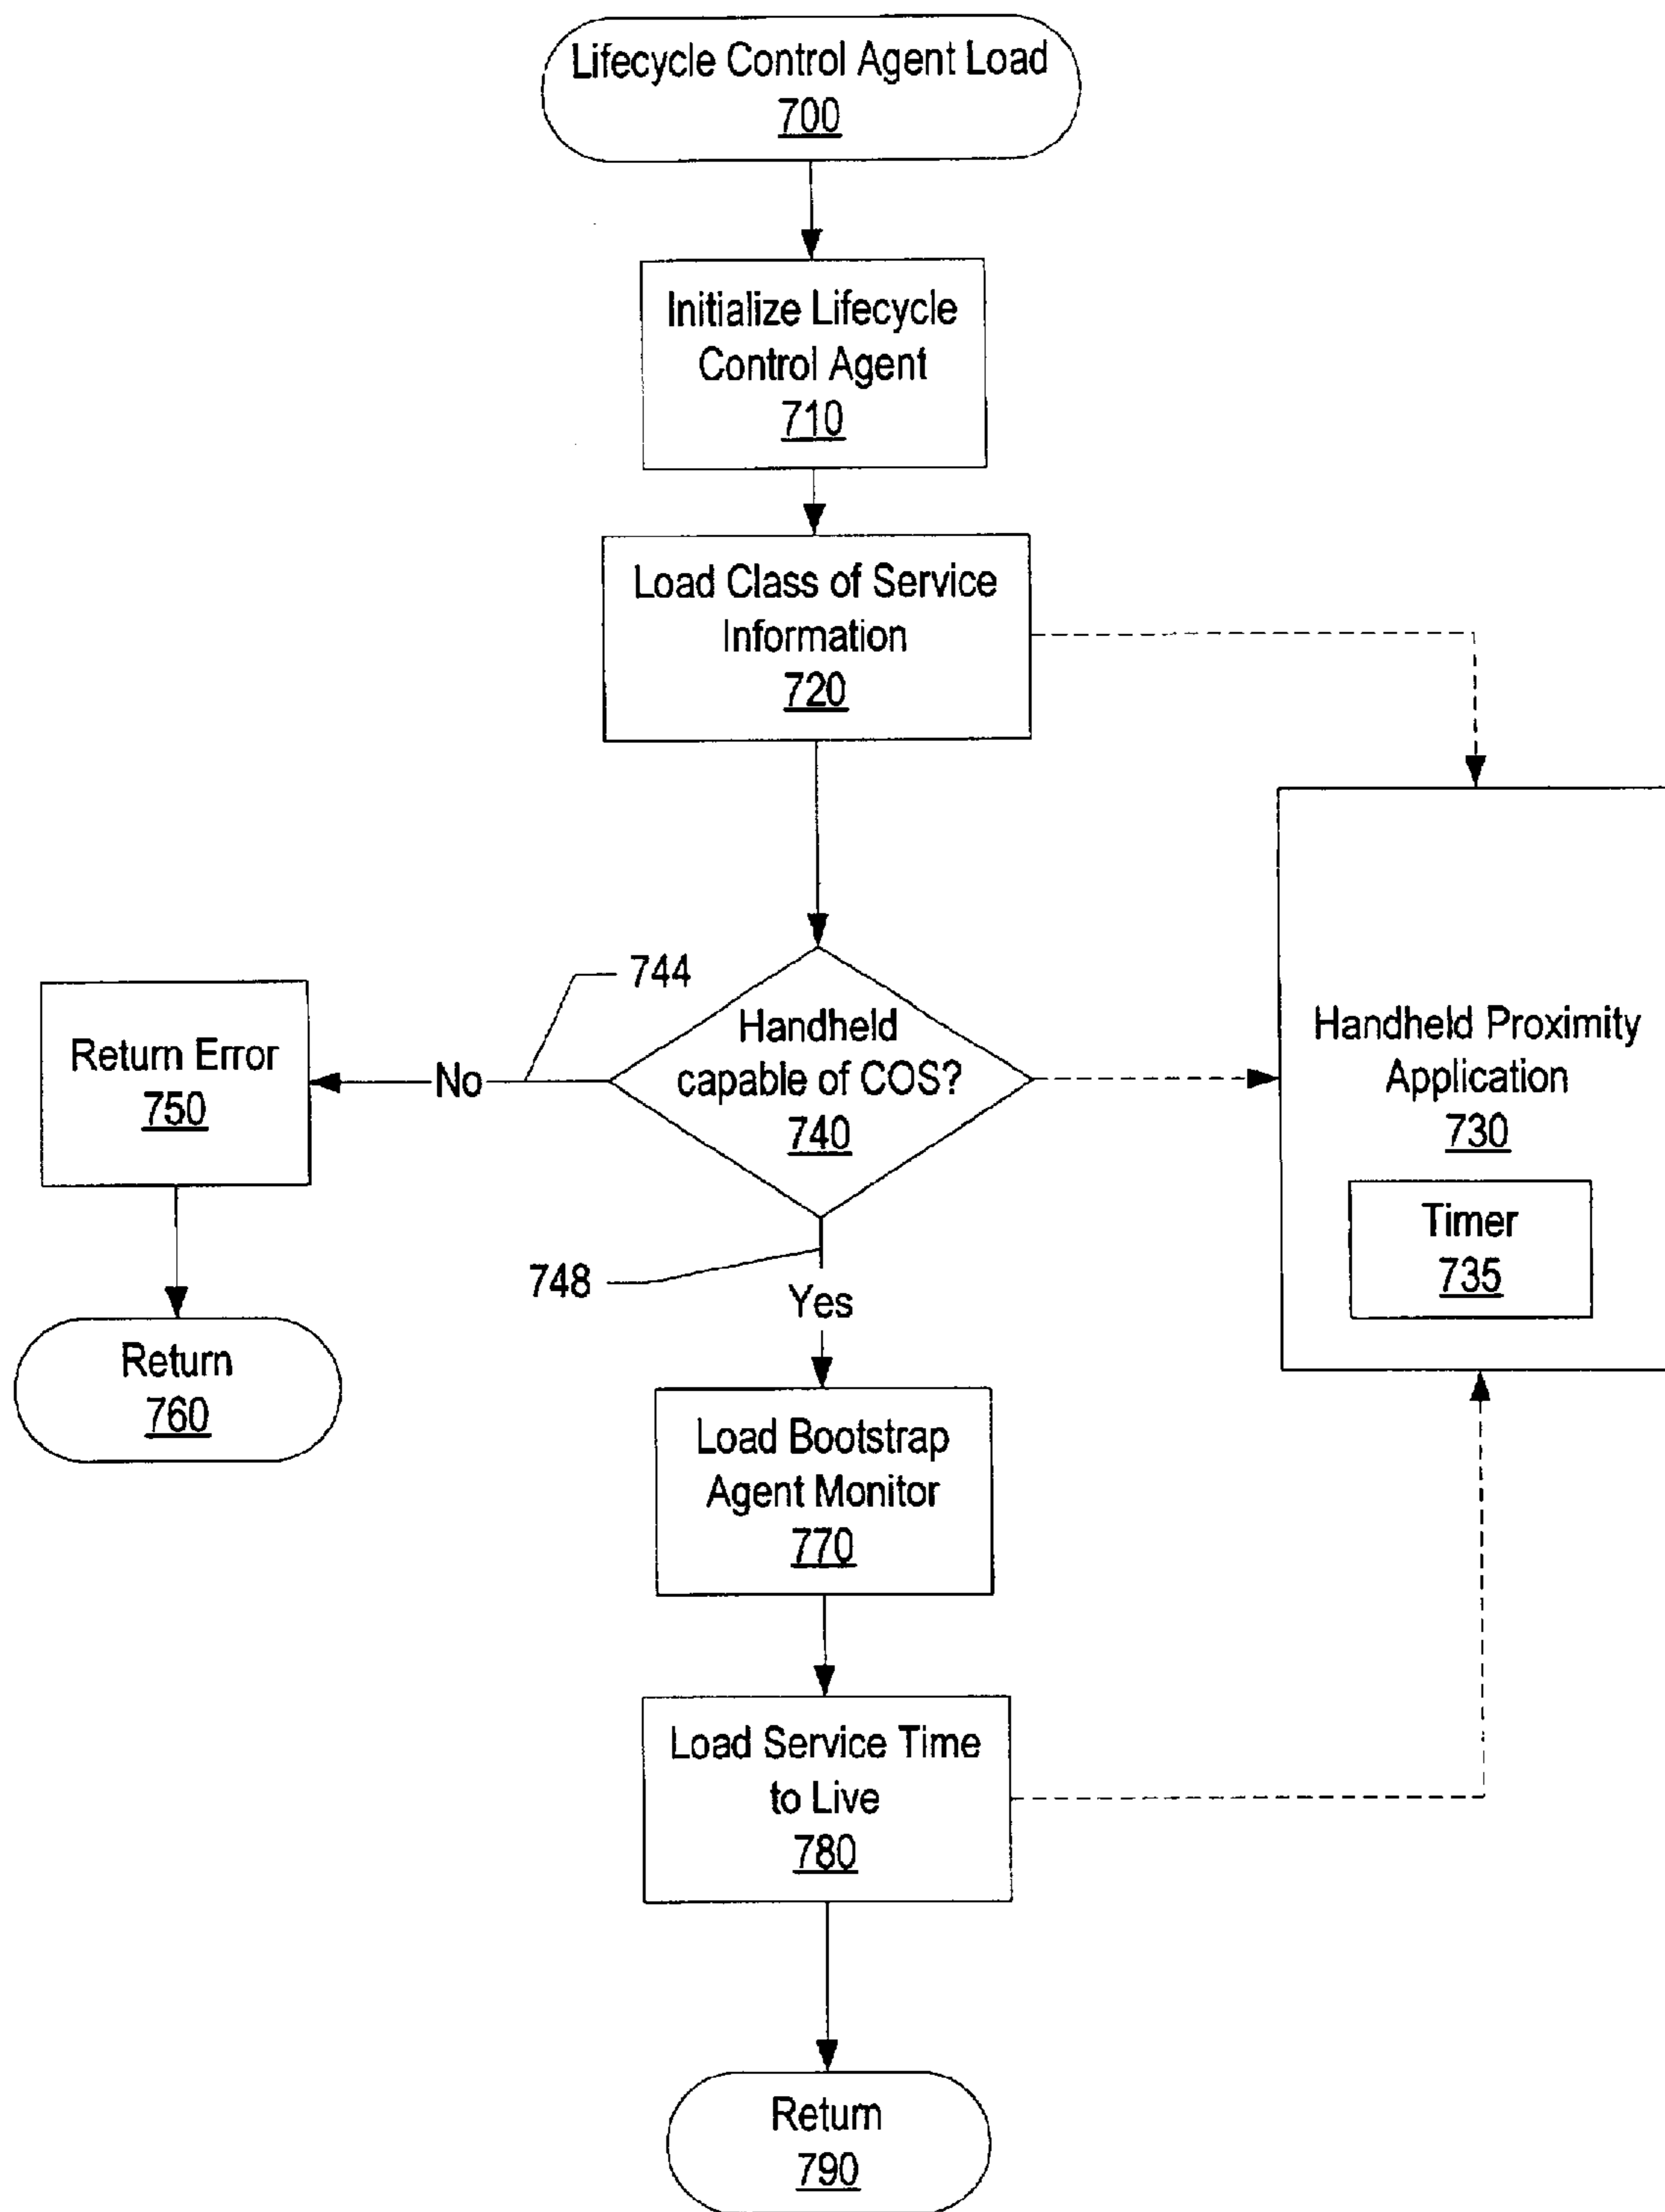 Lifecycle Control Agent Load
700
Initialize Lifecycle
Control Agent
710
Load Class of Service
Information
720
744
Handheld
capable of COS?
740
No
Return Error
750
Return
760
Handheld Proximity
Application
730
Timer
735
748
Yes
Load Bootstrap
Agent Monitor
770
Load Service Time
to Live
780
Return
790